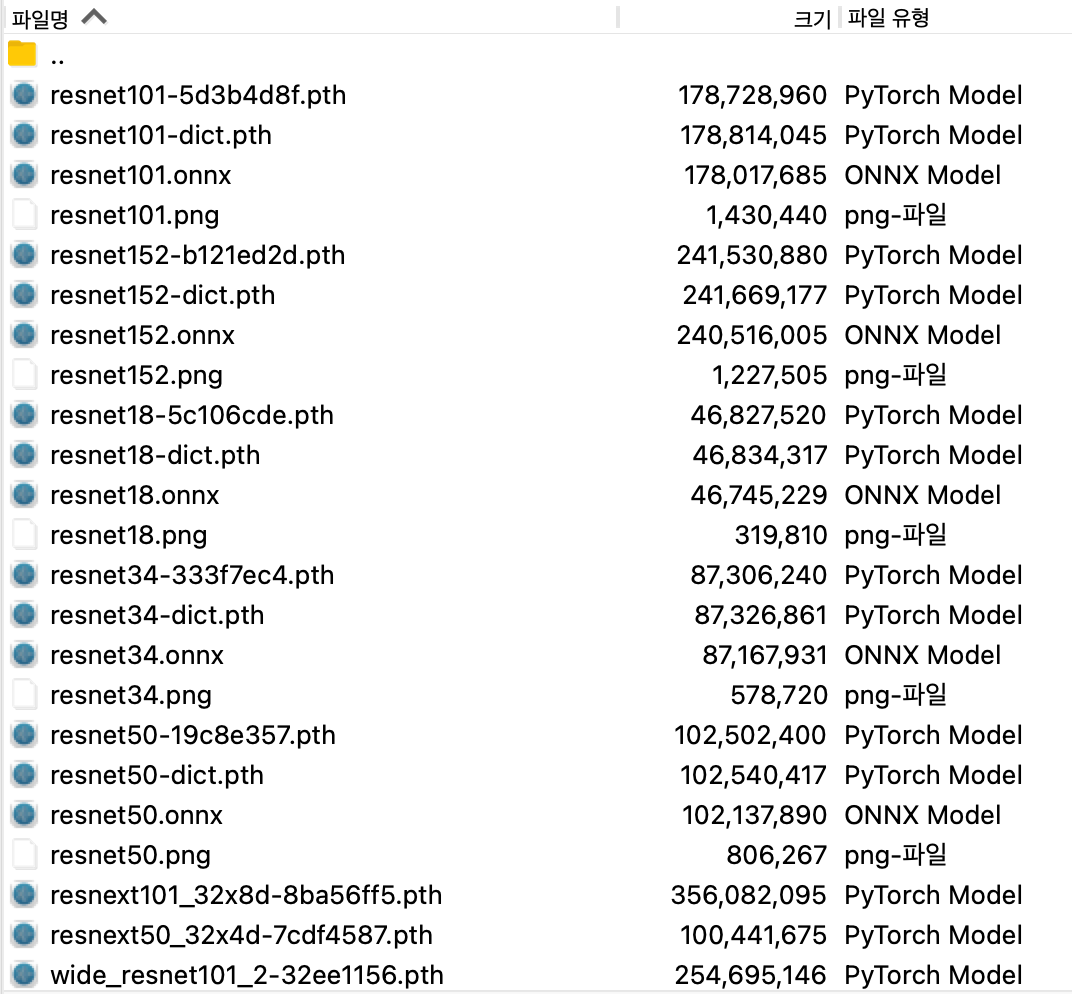 파일명 크기 파일 유형
..
resnet101-5d3b4d8f.pth 178,728,960 PyTorch Model
resnet101-dict.pth 178,814,045 PyTorch Model
resnet101.onnx 178,017,685 ONNX Model
resnet101.png 1,430,440 png-파일
resnet152-b121ed2d.pth 241,530,880 PyTorch Model
resnet152-dict.pth 241,669,177 PyTorch Model
resnet152.onnx 240,516,005 ONNX Model
resnet152.png 1,227,505 png-파일
resnet18-5c106cde.pth 46,827,520 PyTorch Model
resnet18-dict.pth 46,834,317 PyTorch Model
resnet18.onnx 46,745,229 ONNX Model
resnet18.png 319,810 png-파일
resnet34-333f7ec4.pth 87,306,240 PyTorch Model
resnet34-dict.pth 87,326,861 PyTorch Model
resnet34.onnx 87,167,931 ONNX Model
resnet34.png 578,720 png-파일
resnet50-19c8e357.pth 102,502,400 PyTorch Model
resnet50-dict.pth 102,540,417 PyTorch Model
resnet50.onnx 102,137,890 ONNX Model
resnet50.png 806,267 png-파일
resnext101_32x8d-8ba56ff5.pth 356,082,095 PyTorch Model
resnext50_32x4d-7cdf4587.pth 100,441,675 PyTorch Model
wide_resnet101_2-32ee1156.pth 254,695,146 PyTorch Model